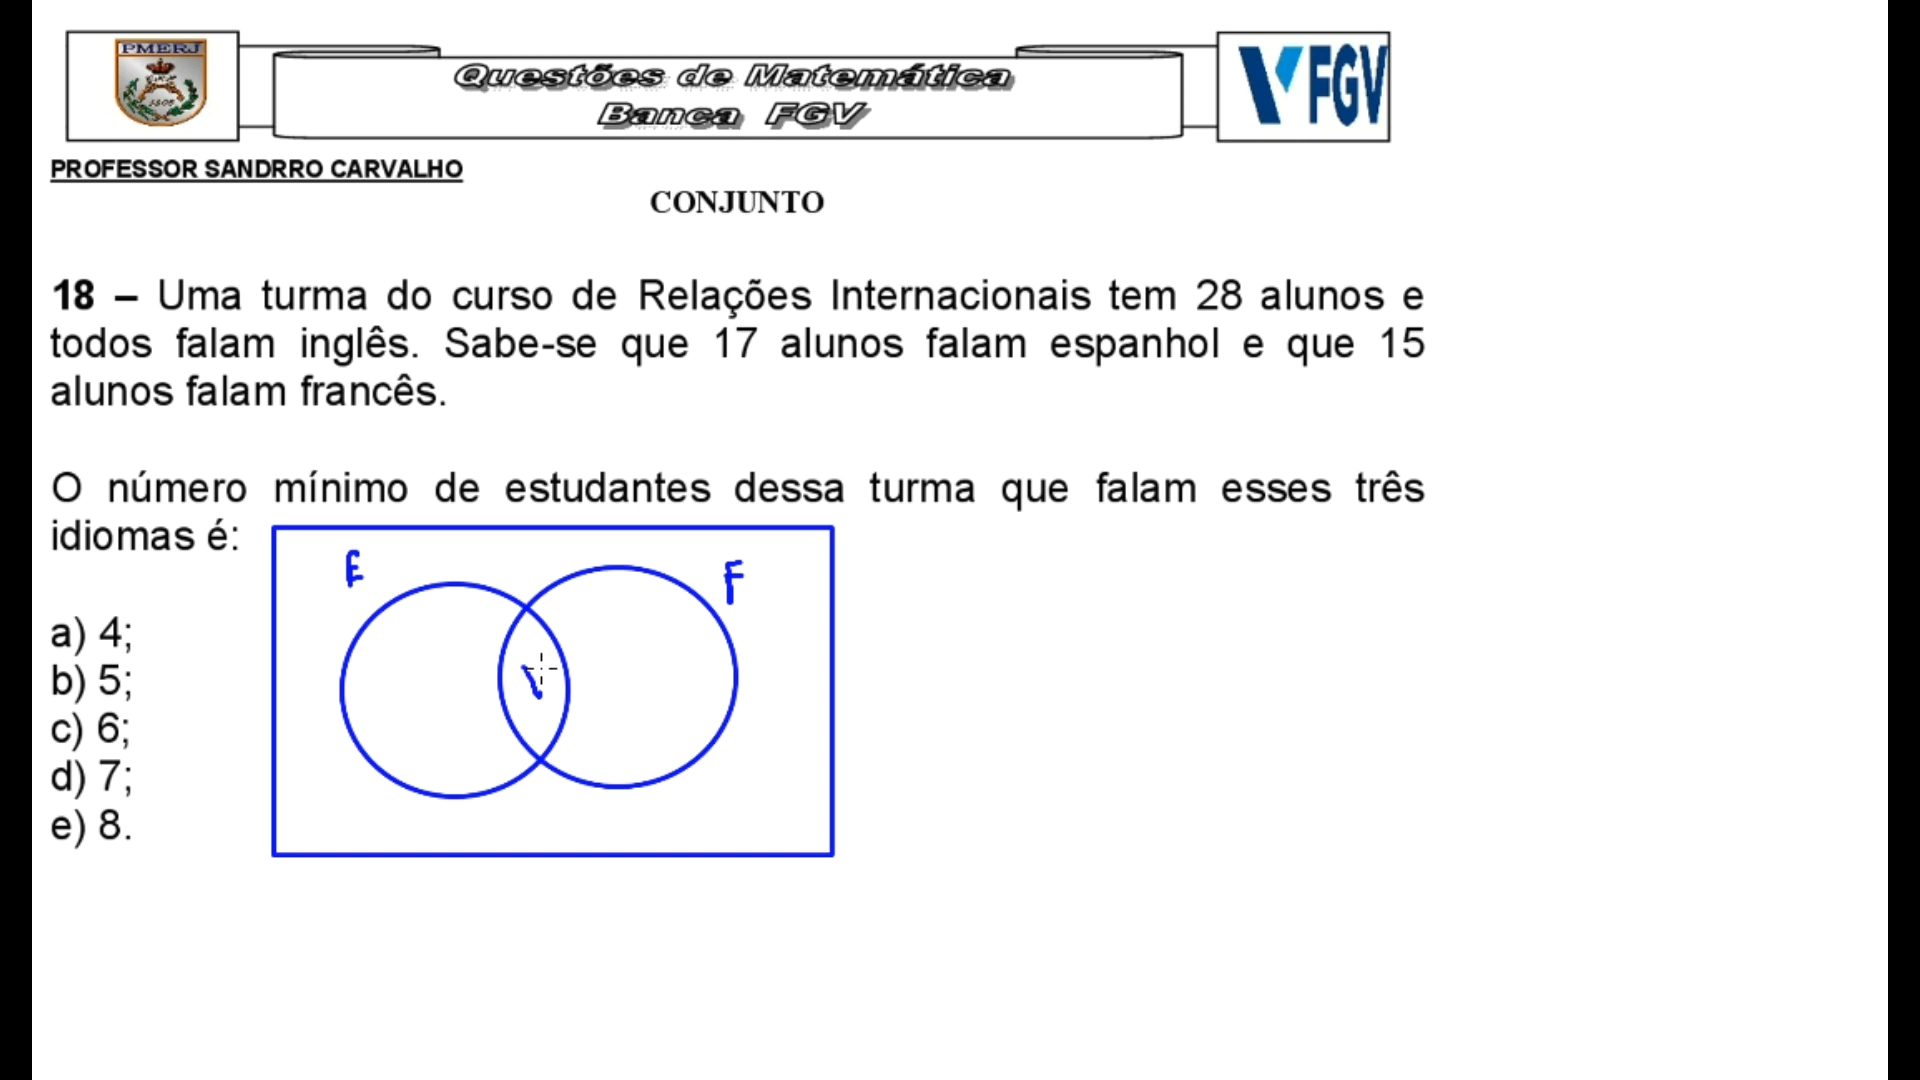 PMERJ
1809
Questões de Matemática
Banca FGV
FGV
PROFESSOR SANDRRO CARVALHO
CONJUNTO
18 – Uma turma do curso de Relações Internacionais tem 28 alunos e
todos falam inglês. Sabe-se que 17 alunos falam espanhol e que 15
alunos falam francês.
O número mínimo de estudantes dessa turma que falam esses três
idiomas é:
E
F
a) 4;
b) 5;
c) 6;
d) 7;
e) 8.